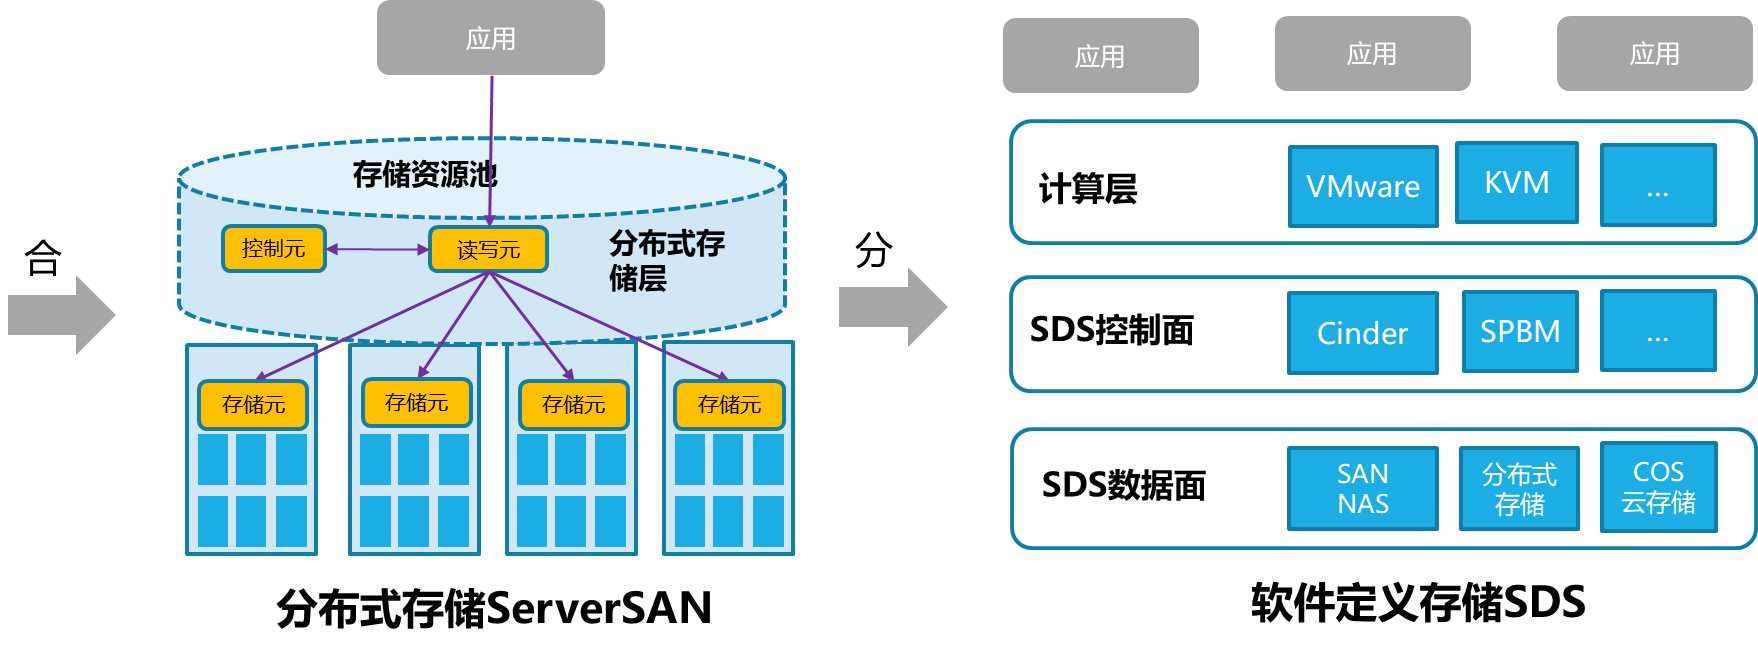 合
应用
存储资源池
控制元
读写元
分布式存
储层
存储元
存储元
存储元
存储元
分布式存储ServerSAN
分
应用
应用
应用
计算层
VMware
KVM
...
SDS控制面
Cinder
SPBM
...
SDS数据面
SAN
NAS
分布式
存储
COS
云存储
软件定义存储SDS